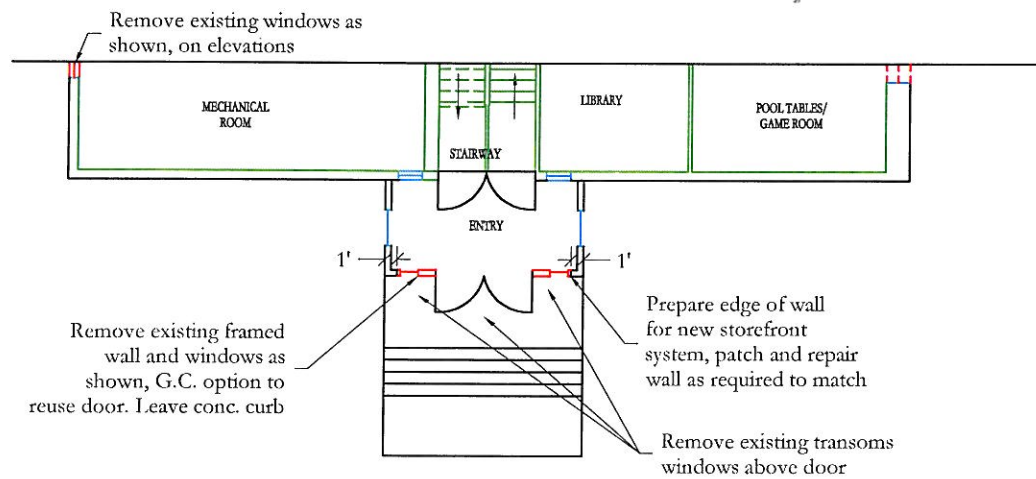 Remove existing windows as
shown, on elevations
MECHANICAL
ROOM
LIBRARY
POOL TABLES/
GAME ROOM
STAIRWAY
ENTRY
1'
1'
Remove existing framed
wall and windows as
shown, G.C. option to
reuse door. Leave conc. curb
Prepare edge of wall
for new storefront
system, patch and repair
wall as required to match
Remove existing transoms
windows above door